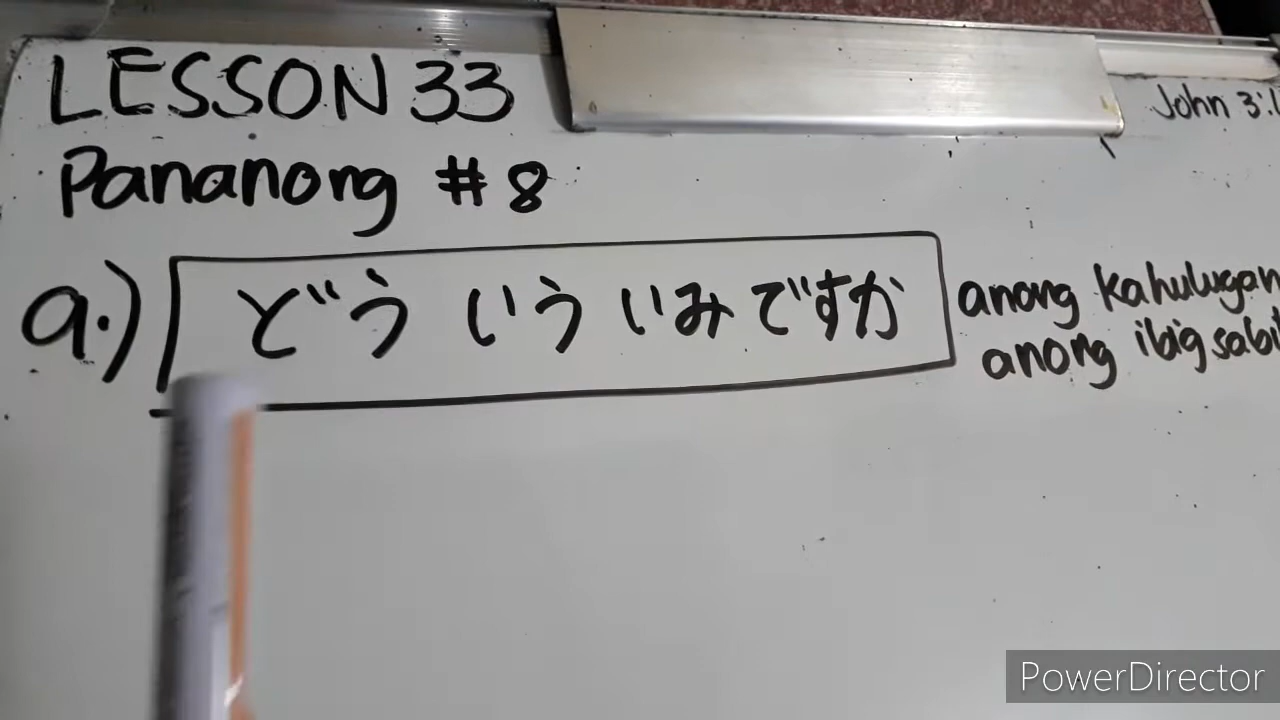 LESSON 33
John 3:1
Pananong #8
a.) どう いう いみですか
anong kahulugan
anong ibig sabi
PowerDirector